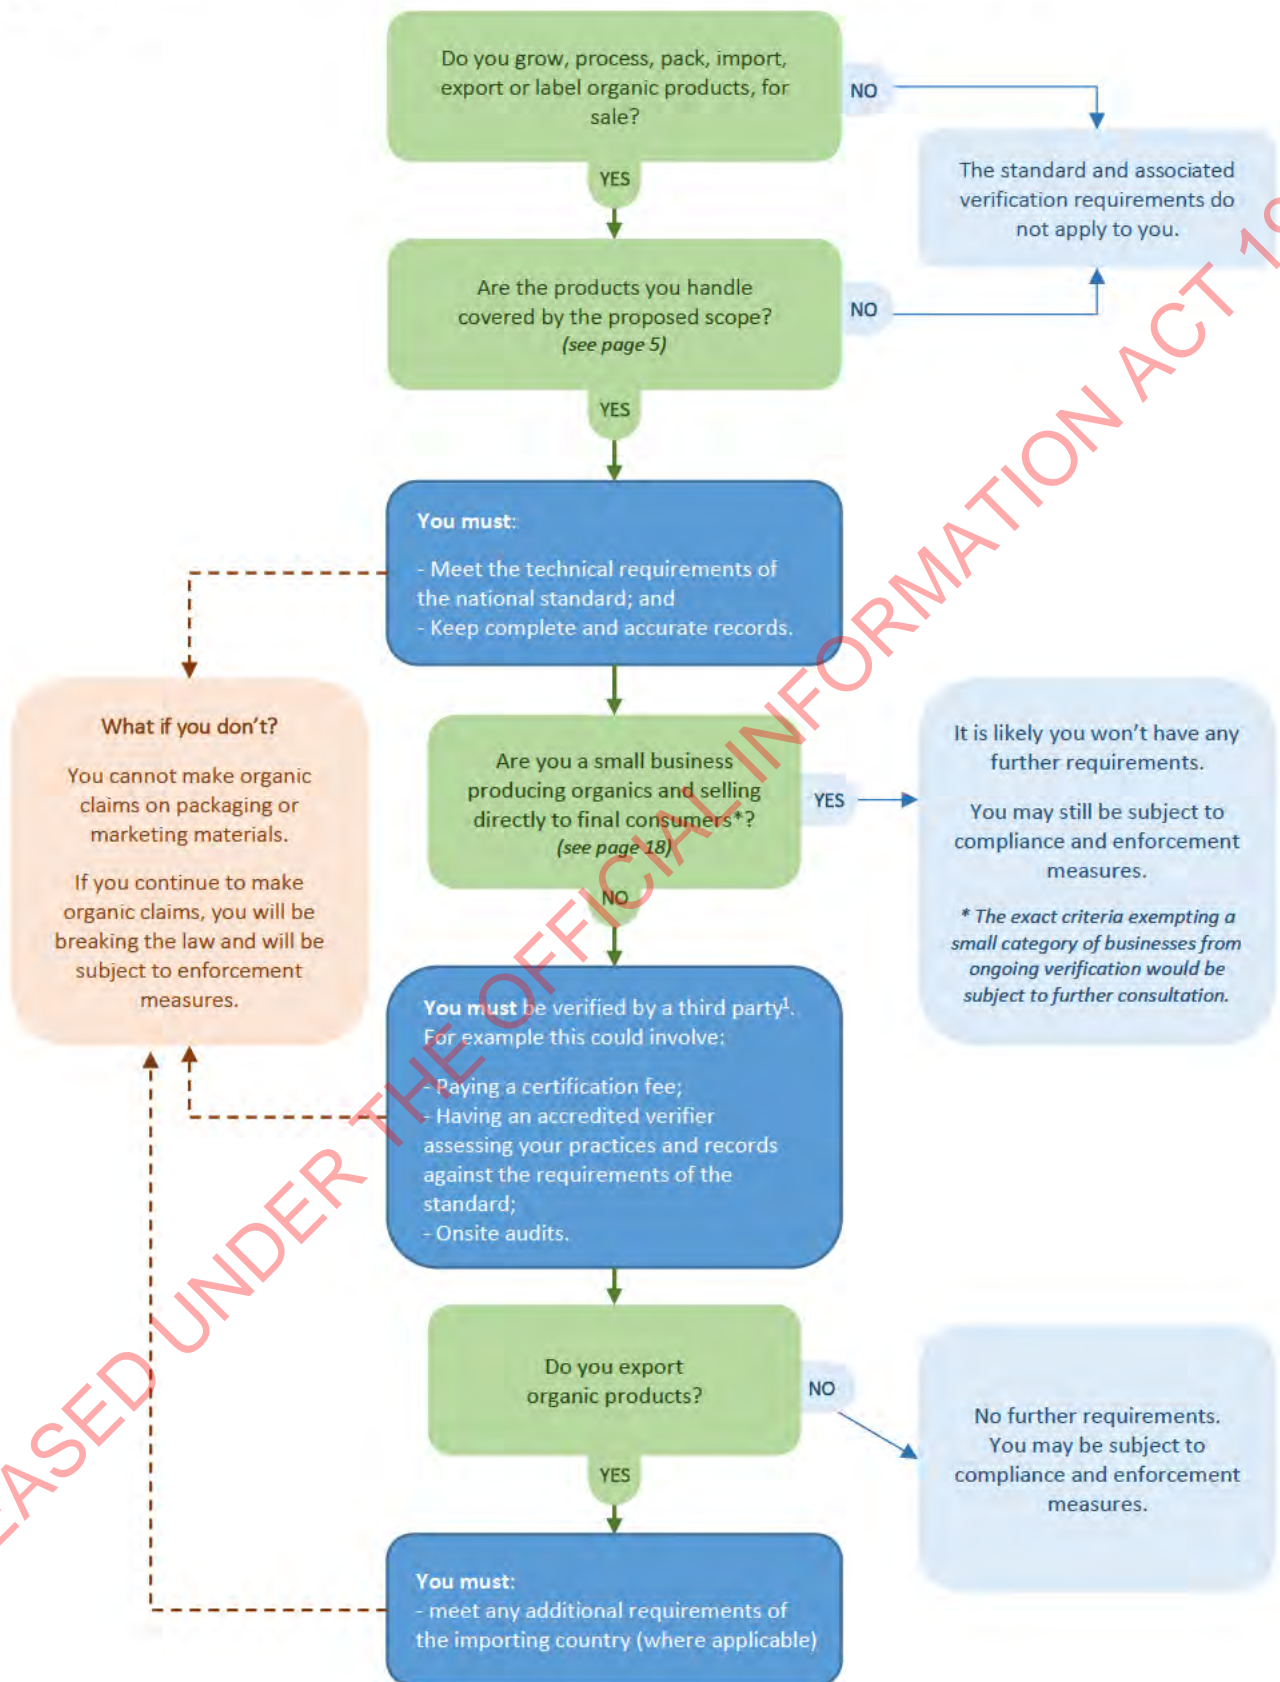 Do you grow, process, pack, import,
export or label organic products, for
sale?
NO
YES
The standard and associated
verification requirements do
not apply to you.
Are the products you handle
covered by the proposed scope?
(see page 5)
NO
YES
You must:
- Meet the technical requirements of
the national standard; and
- Keep complete and accurate records.
What if you don't?
You cannot make organic
claims on packaging or
marketing materials.
If you continue to make
organic claims, you will be
breaking the law and will be
subject to enforcement
measures.
Are you a small business
producing organics and selling
directly to final consumers*?
(see page 18)
YES
NO
It is likely you won't have any
further requirements.
You may still be subject to
compliance and enforcement
measures.
* The exact criteria exempting a
small category of businesses from
ongoing verification would be
subject to further consultation.
You must be verified by a third party¹.
For example this could involve:
- Paying a certification fee;
- Having an accredited verifier
assessing your practices and records
against the requirements of the
standard;
- Onsite audits.
Do you export
organic products?
NO
YES
No further requirements.
You may be subject to
compliance and enforcement
measures.
You must:
- meet any additional requirements of
the importing country (where applicable)
UNDER THE OFFICIAL INFORMATION ACT